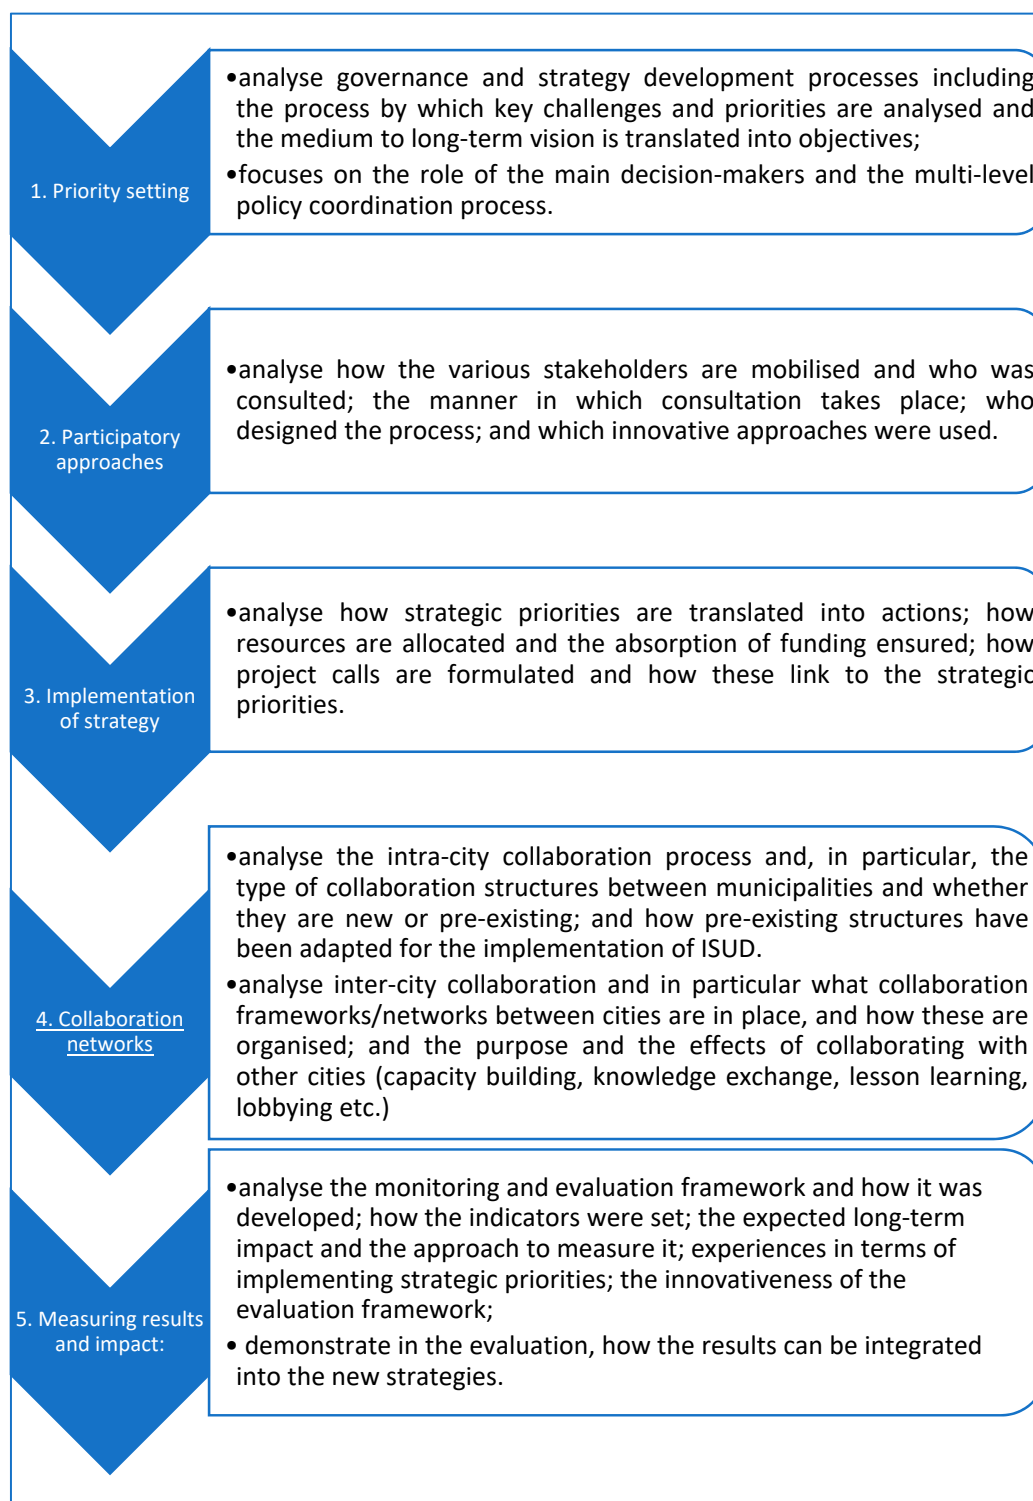 1. Priority setting
•analyse governance and strategy development processes including
the process by which key challenges and priorities are analysed and
the medium to long-term vision is translated into objectives;
•focuses on the role of the main decision-makers and the multi-level
policy coordination process.
2. Participatory
approaches
•analyse how the various stakeholders are mobilised and who was
consulted; the manner in which consultation takes place; who
designed the process; and which innovative approaches were used.
3. Implementation
of strategy
•analyse how strategic priorities are translated into actions; how
resources are allocated and the absorption of funding ensured; how
project calls are formulated and how these link to the strategic
priorities.
4. Collaboration
networks
•analyse the intra-city collaboration process and, in particular, the
type of collaboration structures between municipalities and whether
they are new or pre-existing; and how pre-existing structures have
been adapted for the implementation of ISUD.
•analyse inter-city collaboration and in particular what collaboration
frameworks/networks between cities are in place, and how these are
organised; and the purpose and the effects of collaborating with
other cities (capacity building, knowledge exchange, lesson learning,
lobbying etc.)
5. Measuring results
and impact:
•analyse the monitoring and evaluation framework and how it was
developed; how the indicators were set; the expected long-term
impact and the approach to measure it; experiences in terms of
implementing strategic priorities; the innovativeness of the
evaluation framework;
• demonstrate in the evaluation, how the results can be integrated
into the new strategies.